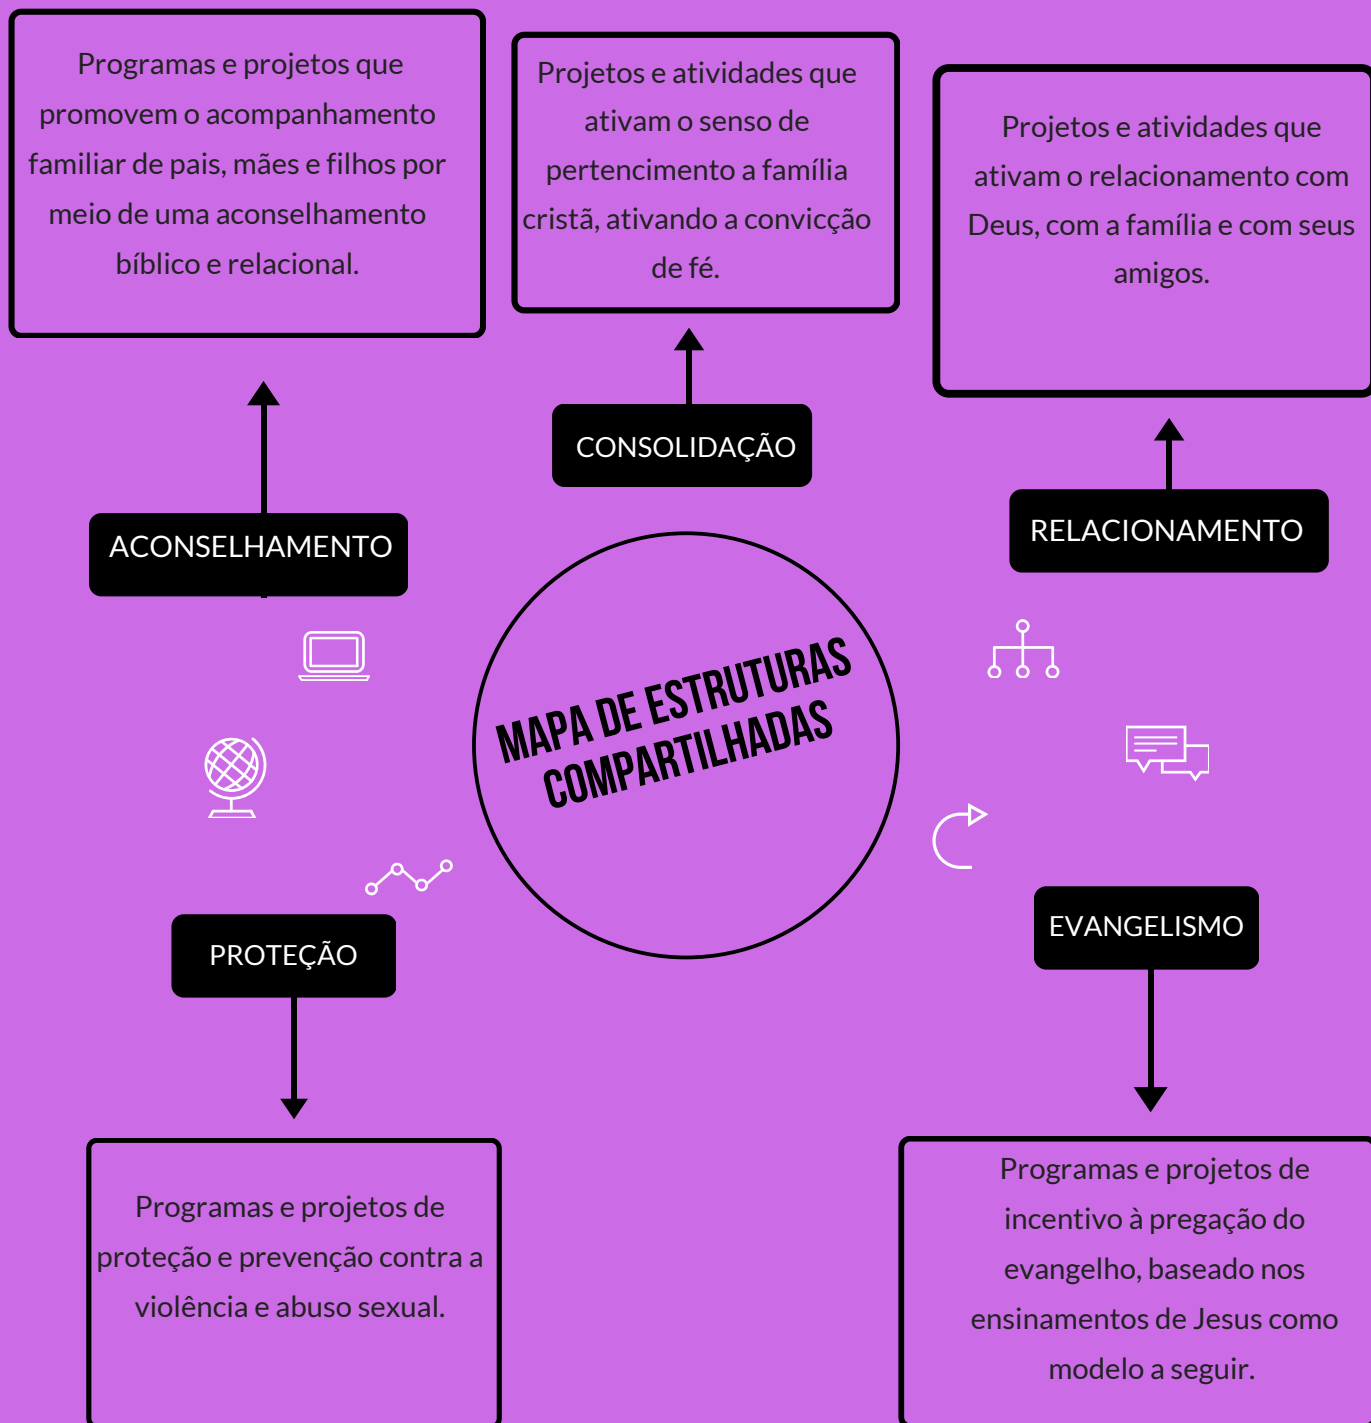 Programas e projetos que
promovem o acompanhamento
familiar de pais, mães e filhos por
meio de uma aconselhamento
bíblico e relacional.
Projetos e atividades que
ativam o senso de
pertencimento a família
cristã, ativando a convicção
de fé.
Projetos e atividades que
ativam o relacionamento com
Deus, com a família e com seus
amigos.
CONSOLIDAÇÃO
ACONSELHAMENTO
RELACIONAMENTO
MAPA DE ESTRUTURAS
COMPARTILHADAS
PROTEÇÃO
EVANGELISMO
Programas e projetos de
proteção e prevenção contra a
violência e abuso sexual.
Programas e projetos de
incentivo à pregação do
evangelho, baseado nos
ensinamentos de Jesus como
modelo a seguir.